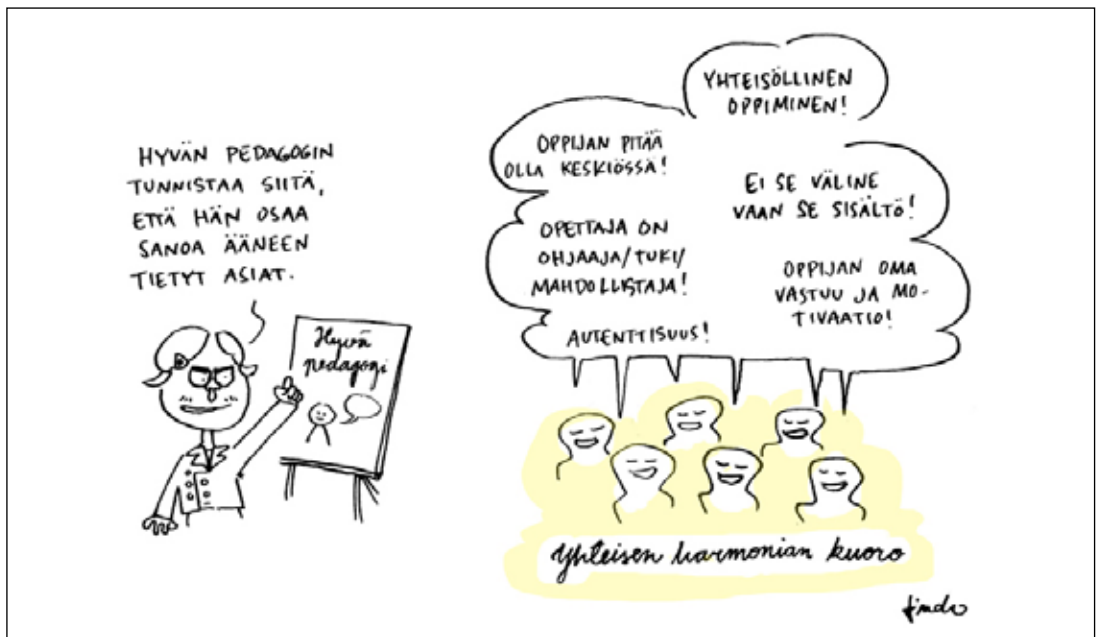 HYVÄN PEDAGOGIN
TUNNISTAA SIITÄ,
ETTÄ HÄN OSAA
SANOA ÄÄNEEN
TIETYT ASIAT.
Hyvä
pedagogi
YHTEISÖLLINEN
OPPIMINEN!
OPPIJAN PITÄÄ
OLLA KESKIÖSSÄ!
EI SE VÄLINE
VAAN SE SISÄLTÖ!
OPETTAJA ON
OHJAAJA/TUKI/
MAHDOLLISTAJA!
OPPIJAN OMA
VASTUU JA MO-
TIVAATIO!
AUTENTTISUUS!
Yhteisen harmonian kuoro